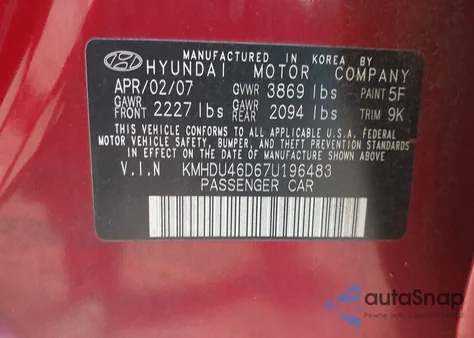 MANUFACTURED IN KOREA BY
HYUNDAI MOTOR COMPANY
APR/02/07 GVWR 3869 lbs PAINT 5F
GAWR FRONT 2227 lbs GAWR REAR 2094 lbs TRIM 9K
THIS VEHICLE CONFORMS TO ALL APPLICABLE U.S.A. FEDERAL
MOTOR VEHICLE SAFETY, BUMPER, AND THEFT PREVENTION STANDARDS
IN EFFECT ON THE DATE OF MANUFACTURE SHOWN ABOVE.
V.I.N KMHDU46D67U196483
PASSENGER CAR
autoSnap